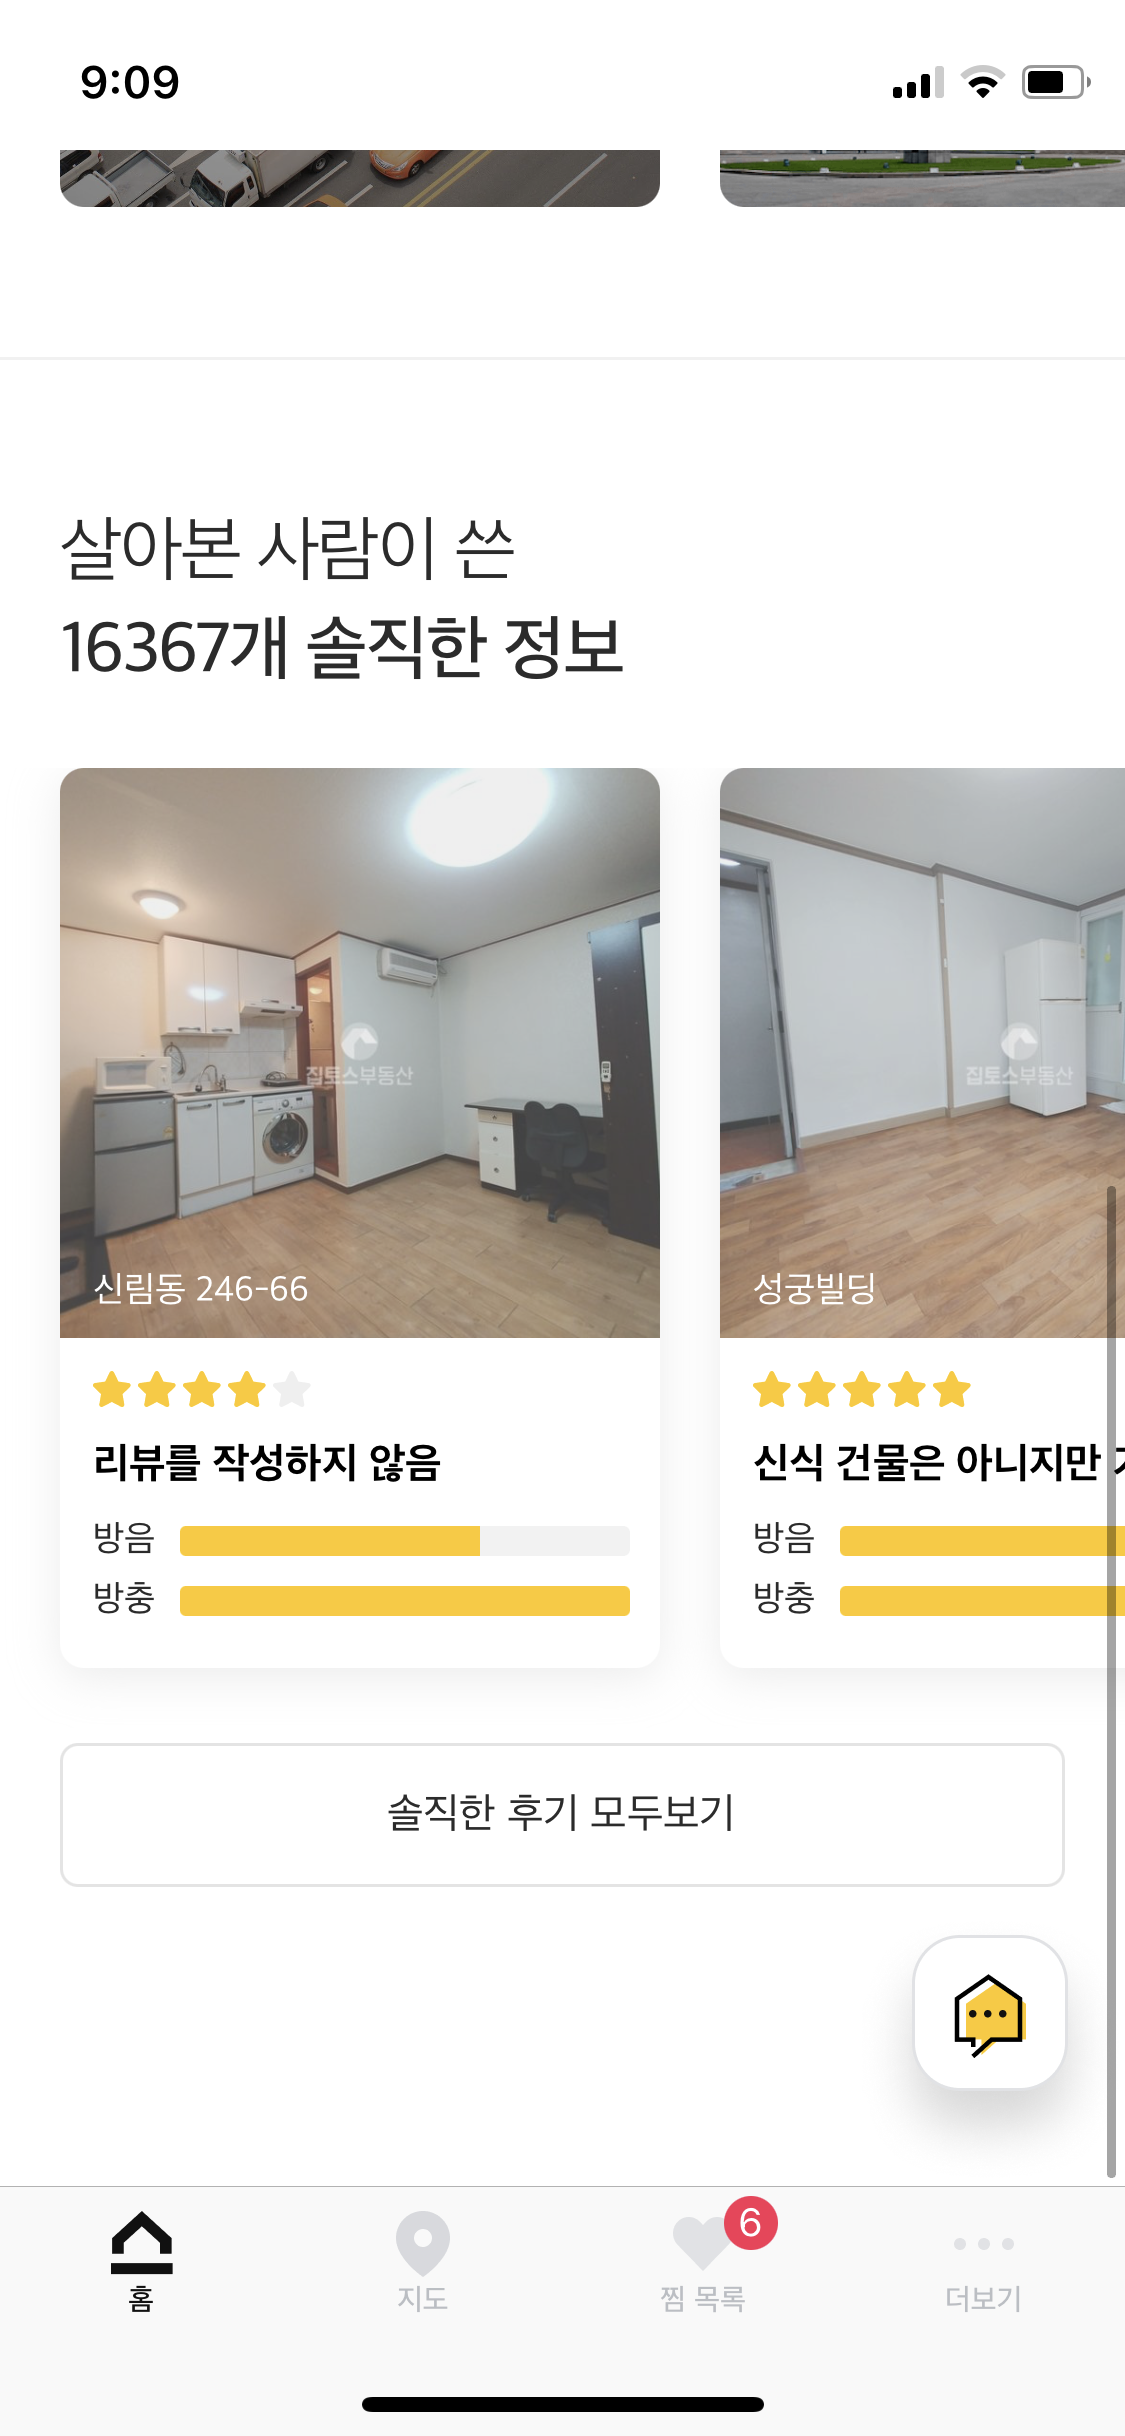 9:09
살아본 사람이 쓴
16367개 솔직한 정보
집토스부동산
집토스부동산
신림동 246-66
성궁빌딩
리뷰를 작성하지 않음
신식 건물은 아니지만
방음
방음
방충
방충
솔직한 후기 모두보기
6
홈
지도
찜 목록
더보기